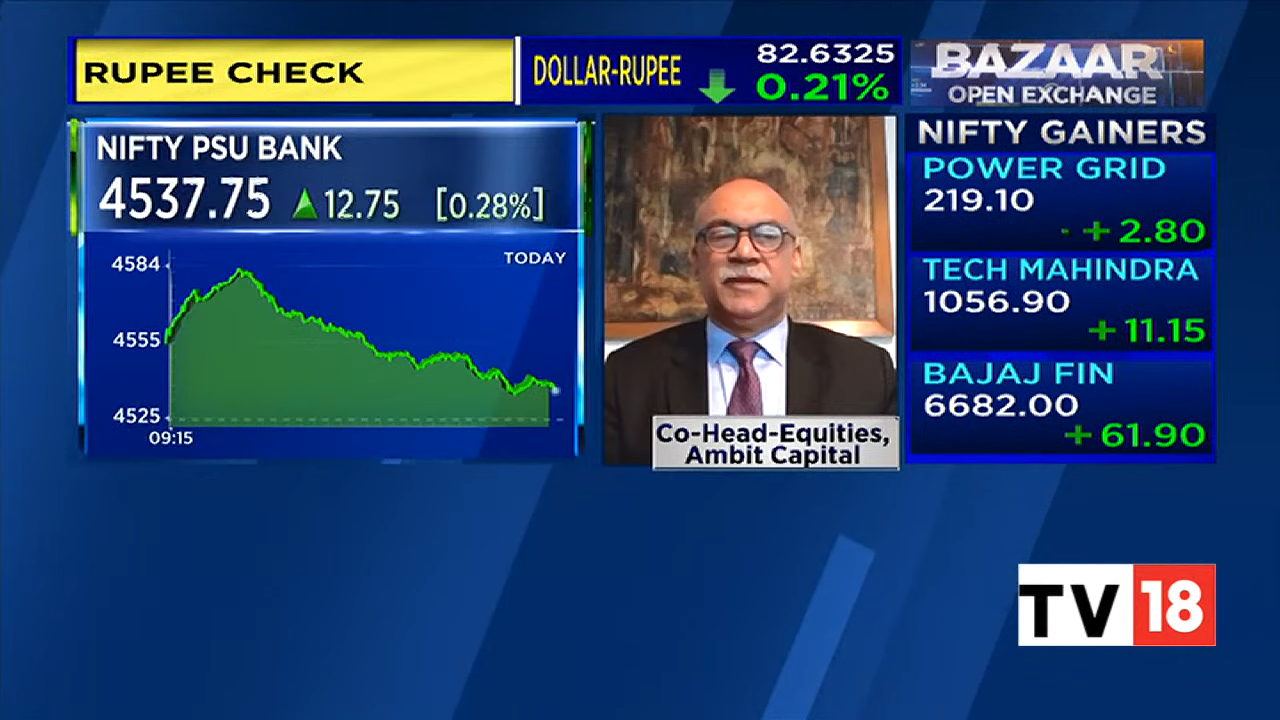 RUPEE CHECK
DOLLAR-RUPEE
82.6325
0.21%
BAZAAR
OPEN EXCHANGE
NIFTY PSU BANK
4537.75 12.75 [0.28%]
TODAY
4584
4555
4525
09:15
Co-Head-Equities,
Ambit Capital
NIFTY GAINERS
POWER GRID
219.10
+ 2.80
TECH MAHINDRA
1056.90
+ 11.15
BAJAJ FIN
6682.00
+ 61.90
TV 18